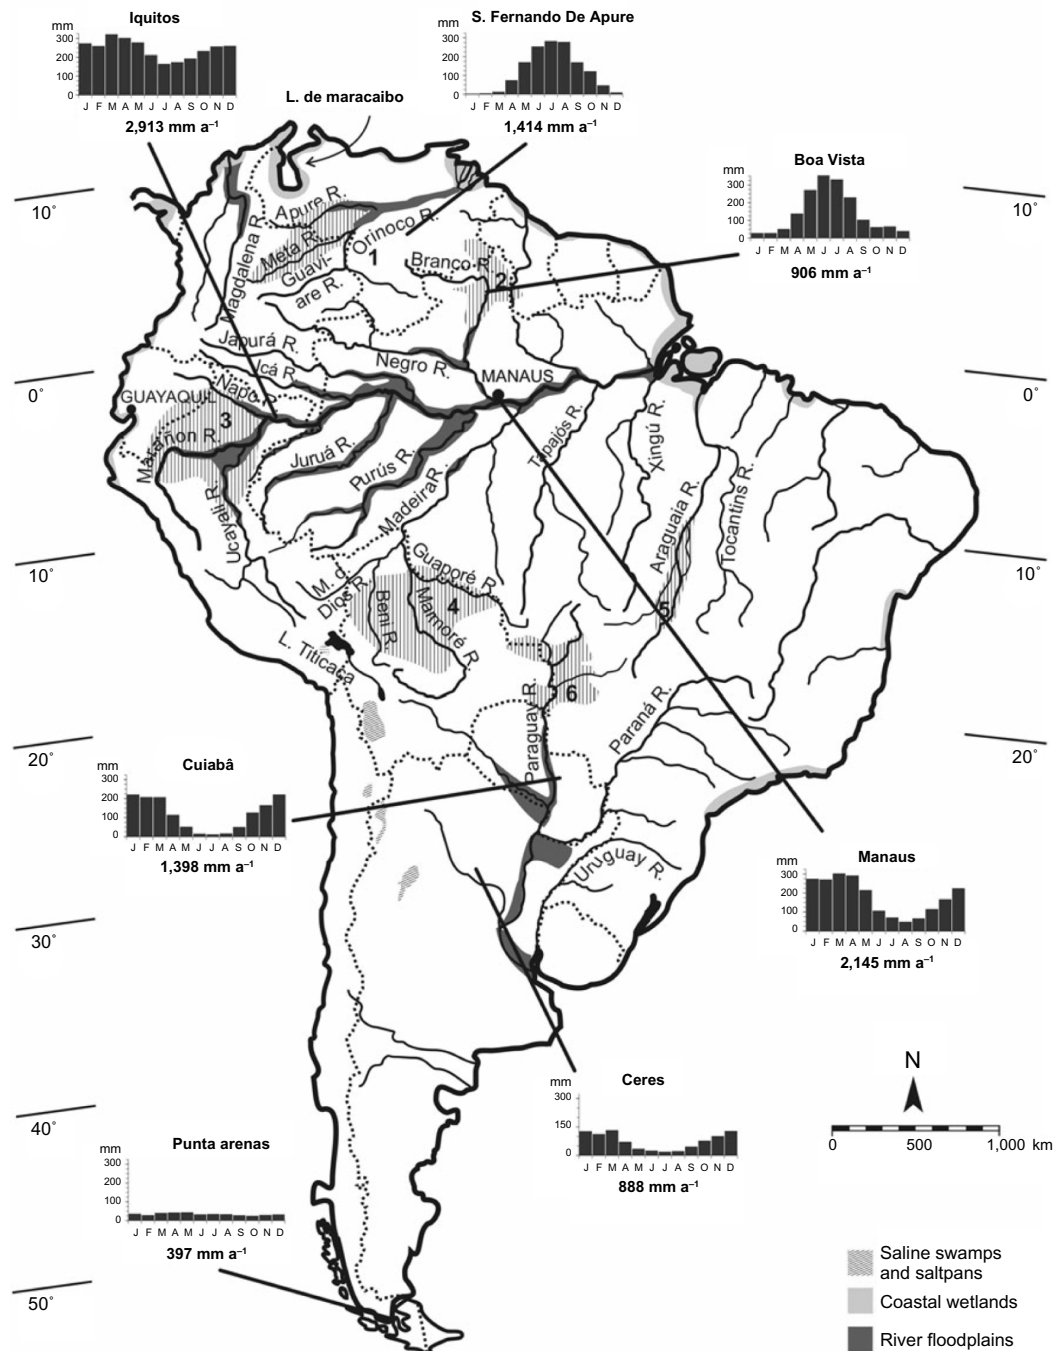 Iquitos
mm
300
200
100
0
J F M A M J J A S O N D
2,913 mm a⁻¹
S. Fernando De Apure
mm
300
200
100
0
J F M A M J J A S O N D
1,414 mm a⁻¹
L. de maracaibo
Boa Vista
mm
300
200
100
0
J F M A M J J A S O N D
906 mm a⁻¹
10°
10°
Apure R.
Orinoco R.
Magdalena R.
Meta R.
1
Guavi-
are R.
Branco R.
2
Japurá R.
Icá R.
Negro R.
MANAUS
Napo
0°
0°
GUAYAQUIL
3
Marañon R.
Juruá R.
Purús R.
Madeira R.
Tapajós R.
Xingú R.
Ucayali R.
Araguaia R.
Tocantins R.
10°
10°
M. d.
Dios R.
Guaporé R.
Beni R.
Mamoré R.
4
5
L. Titicaca
6
Paraguay R.
Paraná R.
20°
20°
Cuiabâ
mm
300
200
100
0
J F M A M J J A S O N D
1,398 mm a⁻¹
Uruguay R.
Manaus
mm
300
200
100
0
J F M A M J J A S O N D
2,145 mm a⁻¹
30°
Ceres
mm
300
150
0
J F M A M J J A S O N D
888 mm a⁻¹
N
0 500 1,000 km
40°
Punta arenas
mm
300
200
100
0
J F M A M J J A S O N D
397 mm a⁻¹
50°
Saline swamps
and saltpans
Coastal wetlands
River floodplains